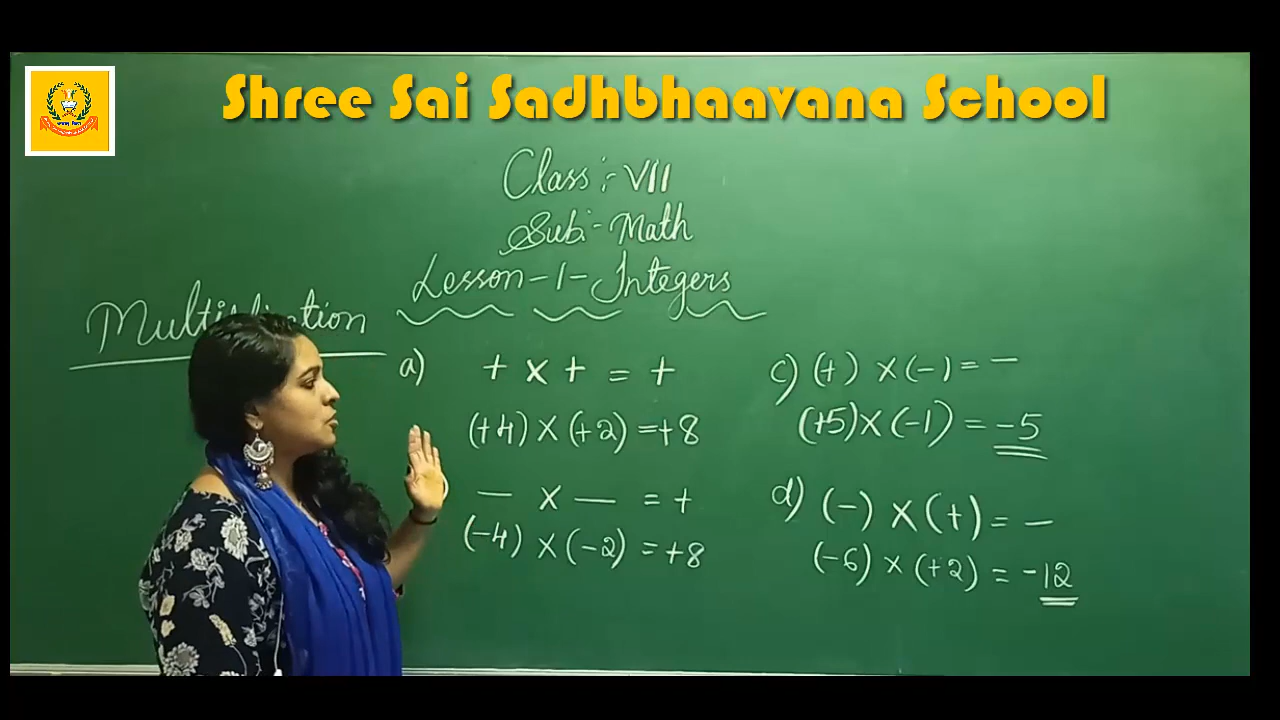 Shree Sai Sadhbhaavana School
Class:- VII
Sub:- Math
Lesson-1-Integers
Multiplication
a) + x + = +
(+4) x (+2) = +8
— x — = +
(-4) x (-2) = +8
c) (+) x (-) = —
(+5) x (-1) = -5
d) (-) x (+) = —
(-6) x (+2) = -12